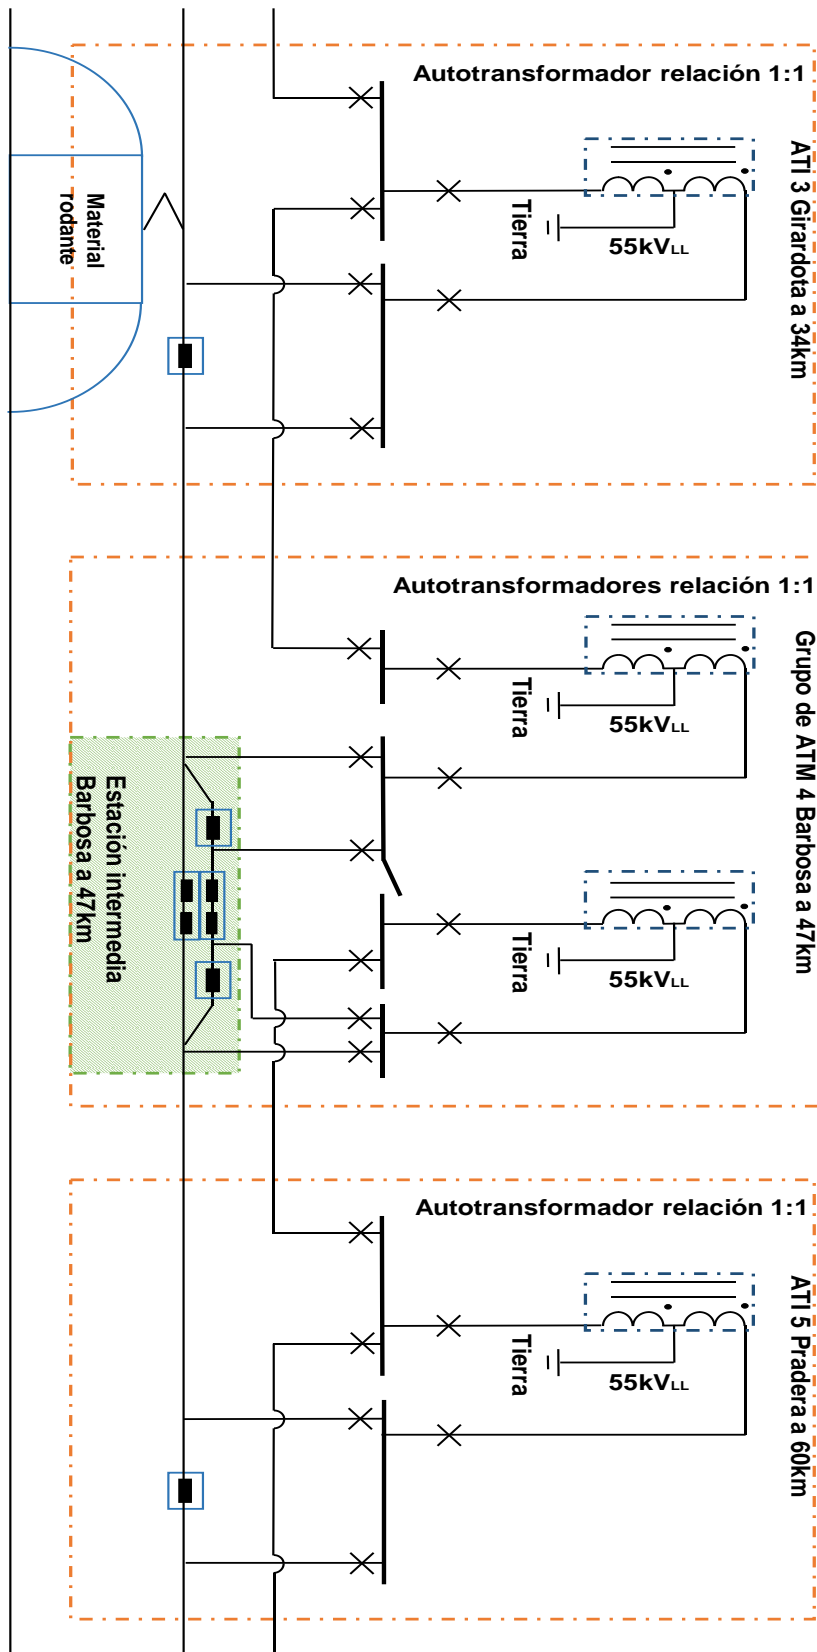 Autotransformador relación 1:1
ATI 3 Girardota a 34km
Material
rodante
Tierra
55kVLL
Autotransformadores relación 1:1
Grupo de ATM 4 Barbosa a 47km
Tierra
55kVLL
Estación intermedia
Barbosa a 47km
Tierra
55kVLL
Autotransformador relación 1:1
ATI 5 Pradera a 60km
Tierra
55kVLL